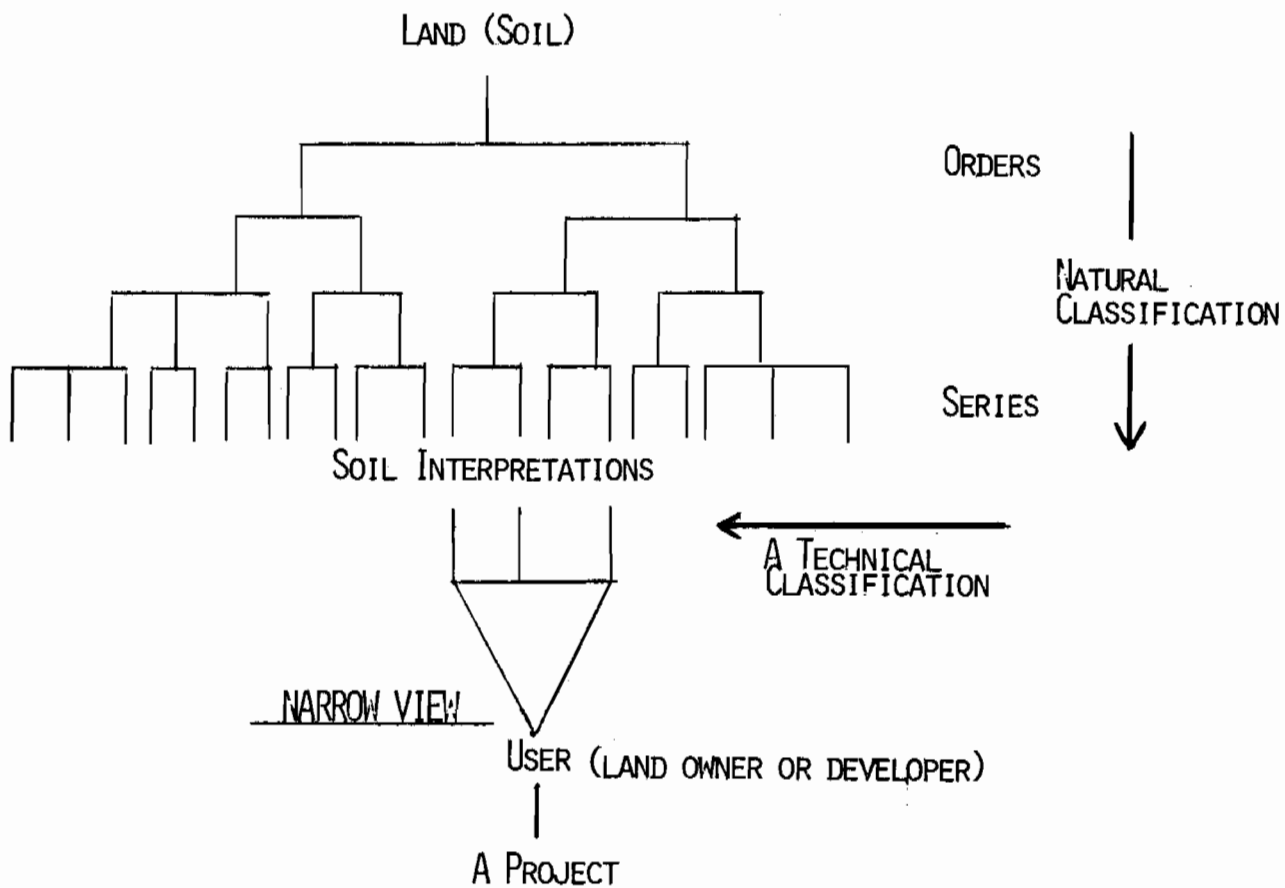 LAND (SOIL)
ORDERS
NATURAL
CLASSIFICATION
SERIES
SOIL INTERPRETATIONS
A TECHNICAL
CLASSIFICATION
NARROW VIEW
USER (LAND OWNER OR DEVELOPER)
A PROJECT